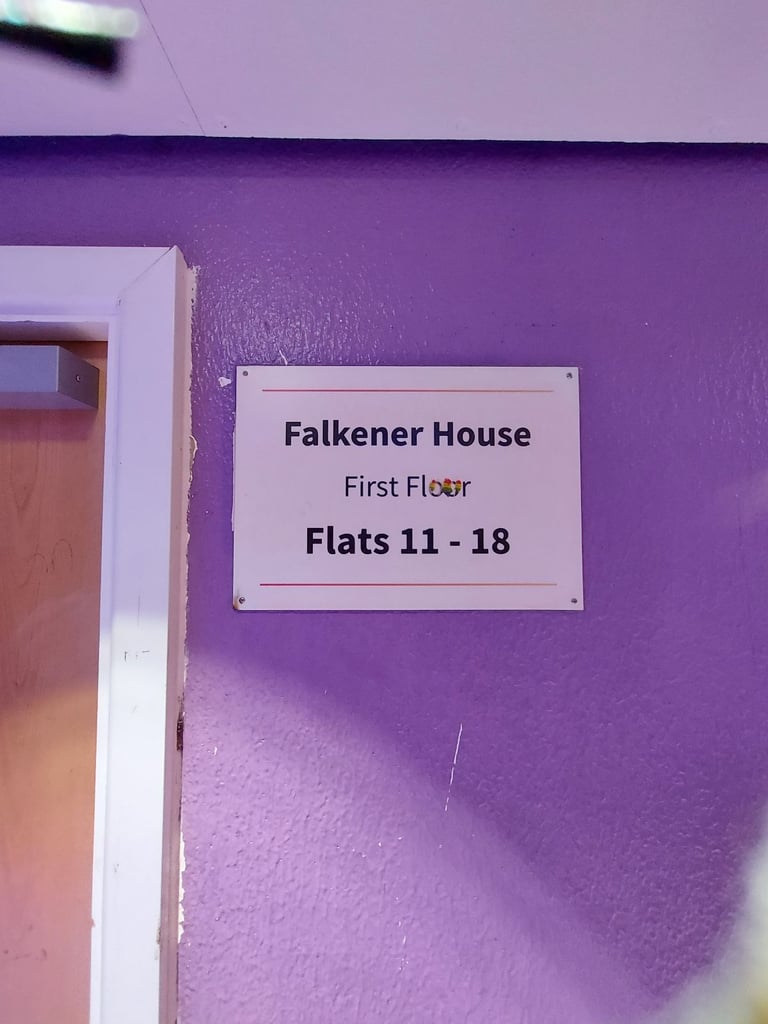 Falkener House
First Floor
Flats 11 - 18